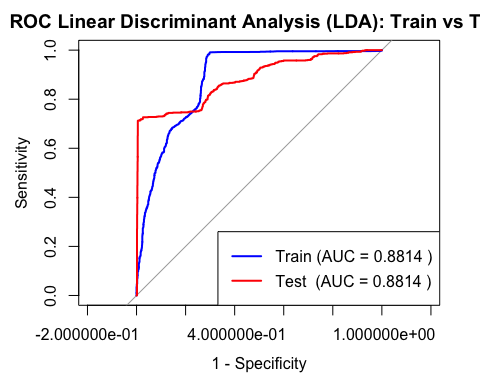 ROC Linear Discriminant Analysis (LDA): Train vs T
1.0
0.8
0.6
0.4
0.2
0.0
Sensitivity
Train (AUC = 0.8814 )
Test (AUC = 0.8814 )
-2.000000e-01 4.000000e-01 1.000000e+00
1 - Specificity